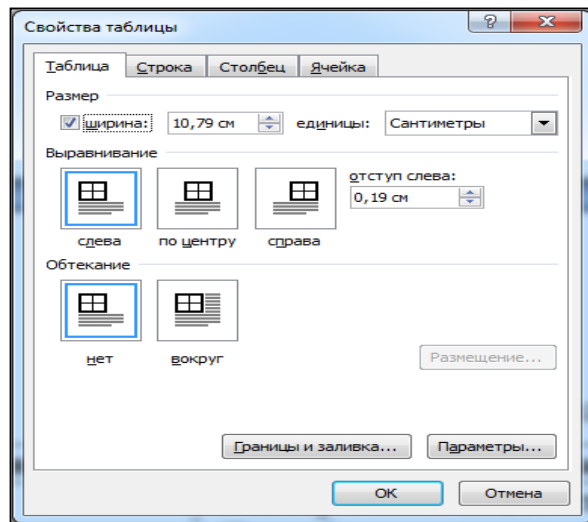 Свойства таблицы
Таблица Строка Столбец Ячейка
Размер
ширина: 10,79 см единицы: Сантиметры
Выравнивание
отступ слева:
0,19 см
слева по центру справа
Обтекание
нет вокруг
Размещение...
Границы и заливка... Параметры...
ОК Отмена